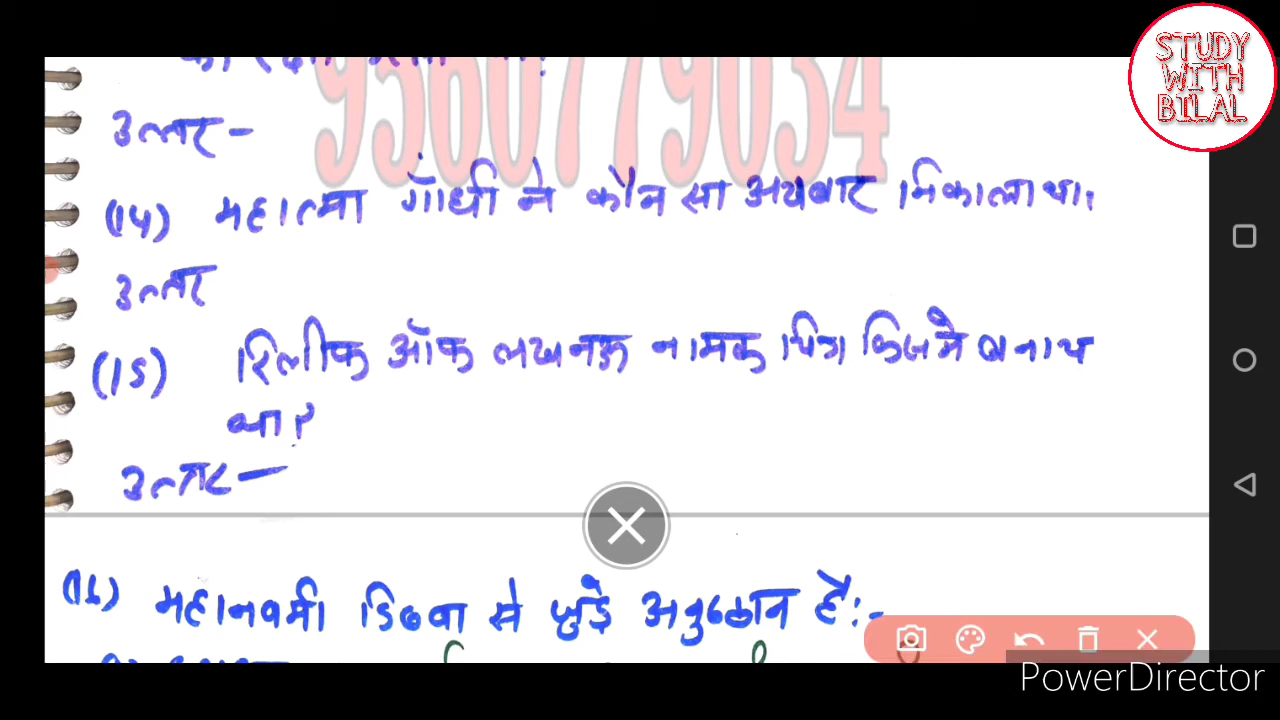 STUDY
WITH
BILAL
9560779034
उत्तर -
(14) महात्मा गाँधी ने कौन सा अखबार निकाला था।
उत्तर
(15) रिलीफ ऑफ लखनऊ नामक चित्र किसने बनाय
था?
उत्तर -
(16) महानवमी डिब्बा से जुड़े अनुष्ठान है:-
PowerDirector